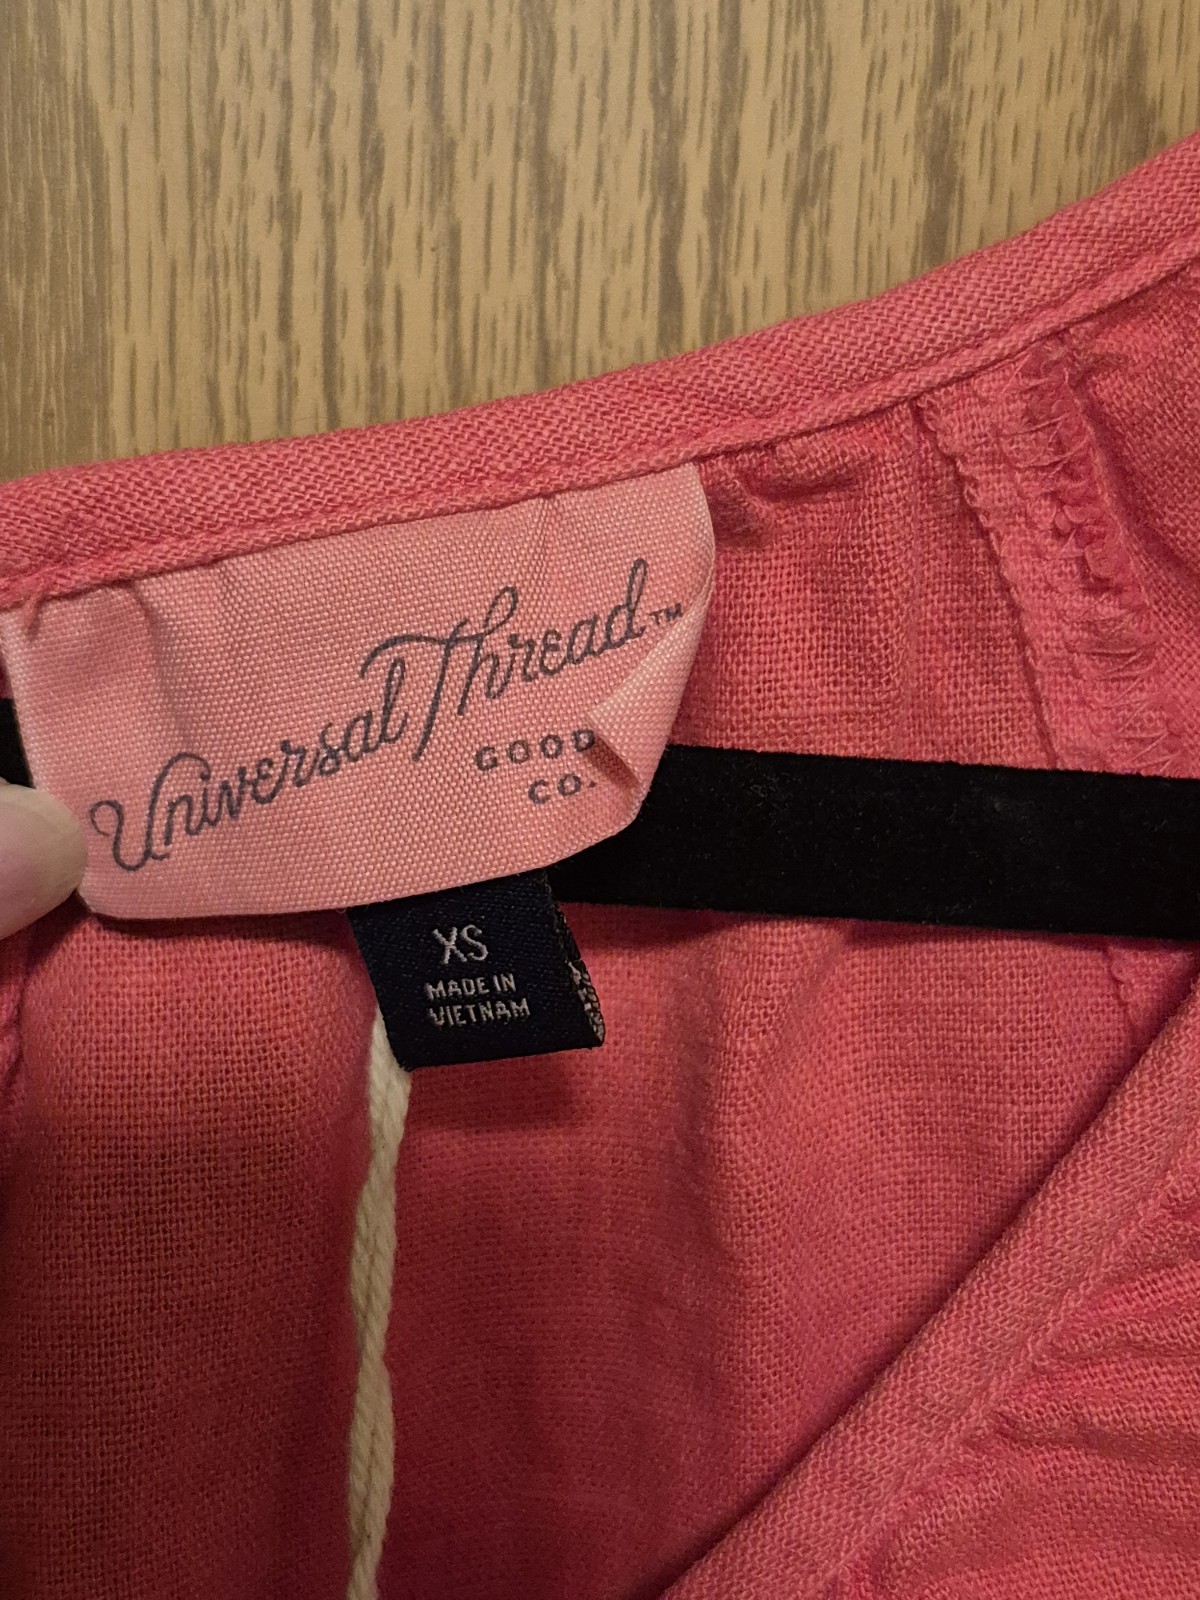 Universal Thread™
GOOD
CO.
XS
MADE IN
VIETNAM